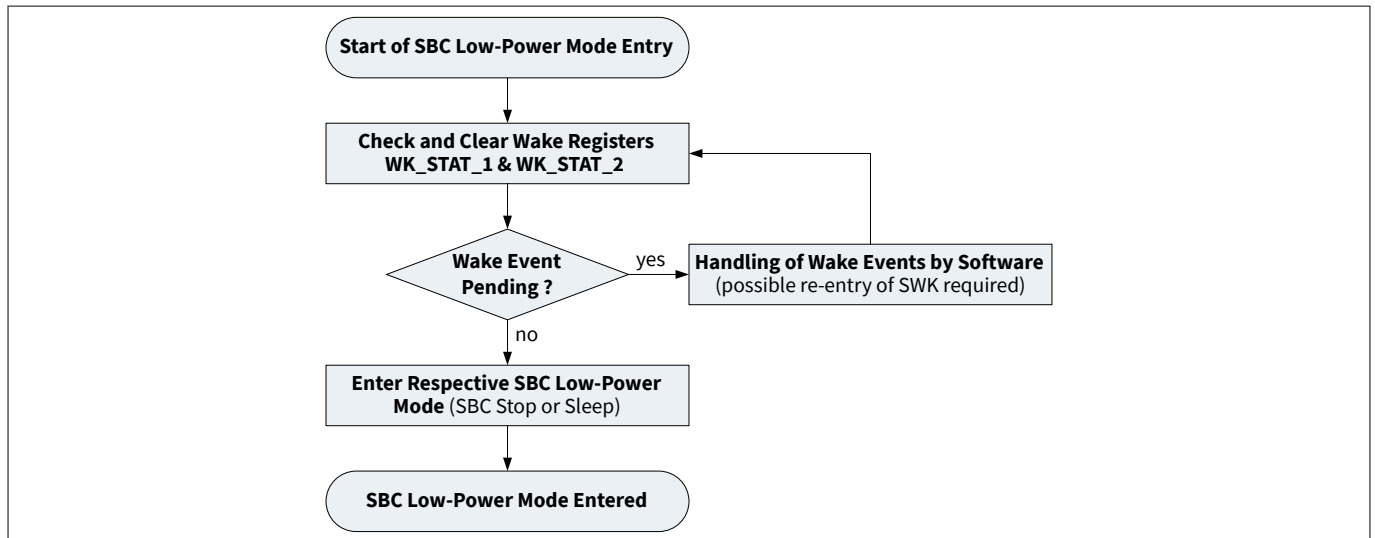 Start of SBC Low-Power Mode Entry
Check and Clear Wake Registers
WK_STAT_1 & WK_STAT_2
Wake Event
Pending ?
yes
Handling of Wake Events by Software
(possible re-entry of SWK required)
no
Enter Respective SBC Low-Power
Mode (SBC Stop or Sleep)
SBC Low-Power Mode Entered